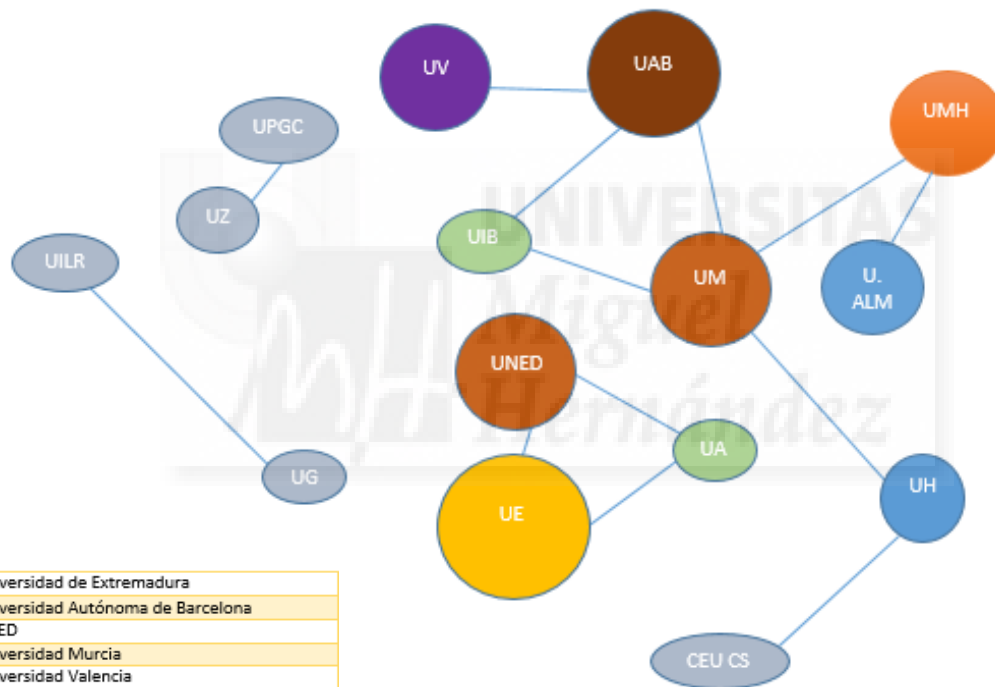 UV
UAB
UMH
UPGC
UZ
UIB
UILR
UM
U.
ALM
UNED
UA
UG
UE
UH
CEU CS
UNIVERSITAS
Miguel
Hernández
versidad de Extremadura
versidad Autónoma de Barcelona
ED
versidad Murcia
versidad Valencia